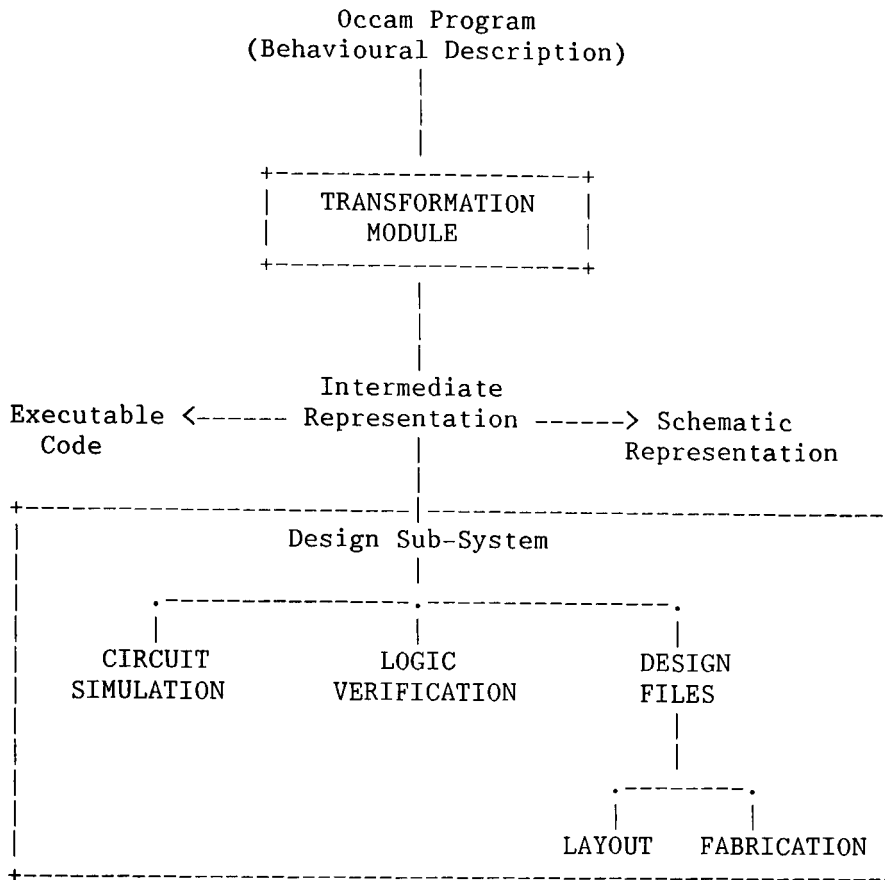 Occam Program
(Behavioural Description)
TRANSFORMATION
MODULE
Intermediate
Executable <------ Representation ------> Schematic
Code
Representation
Design Sub-System
CIRCUIT
SIMULATION
LOGIC
VERIFICATION
DESIGN
FILES
LAYOUT FABRICATION